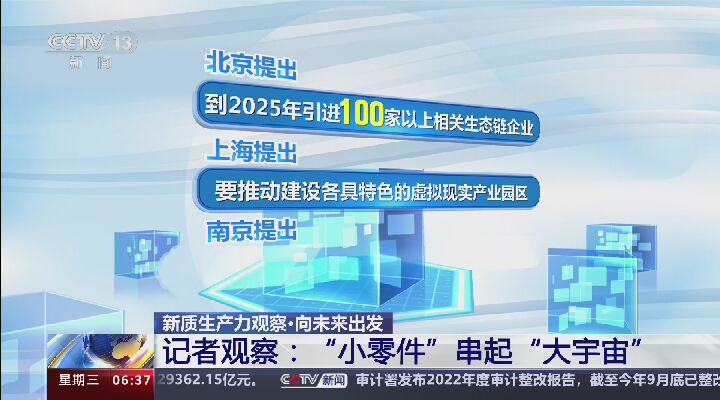 CCTV 13
新闻
北京提出
到2025年引进100家以上相关生态链企业
上海提出
要推动建设各具特色的虚拟现实产业园区
南京提出
新质生产力观察·向未来出发
记者观察：“小零件”串起“大宇宙”
星期三 06:37 29362.15亿元。 CCTV新闻 审计署发布2022年度审计整改报告，截至今年9月底已整改